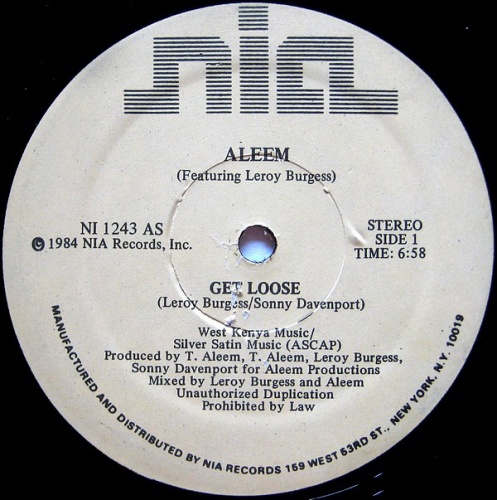 nia
ALEEM
(Featuring Leroy Burgess)
NI 1243 AS
© 1984 NIA Records, Inc.
STEREO
SIDE 1
TIME: 6:58
GET LOOSE
(Leroy Burgess/Sonny Davenport)
West Kenya Music/
Silver Satin Music (ASCAP)
Produced by T. Aleem, T. Aleem, Leroy Burgess,
Sonny Davenport for Aleem Productions
Mixed by Leroy Burgess and Aleem
Unauthorized Duplication
Prohibited by Law
MANUFACTURED AND DISTRIBUTED BY NIA RECORDS 159 WEST 53RD ST., NEW YORK, N.Y. 10019